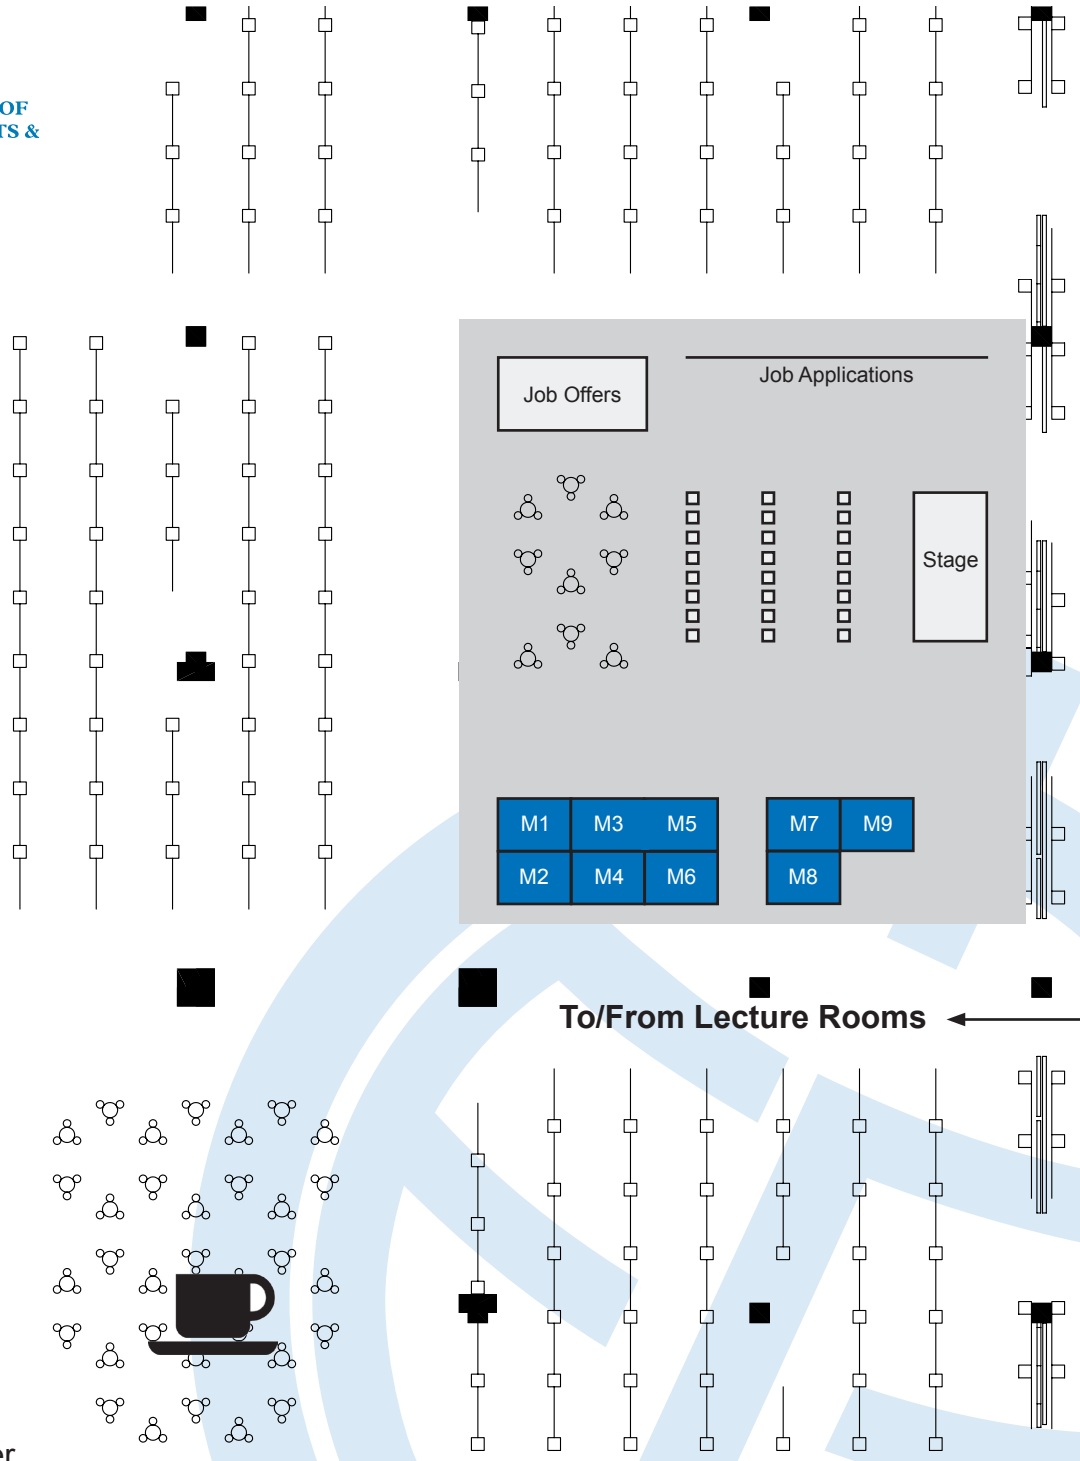 OF
TS &
Job Offers
Job Applications
Stage
M1 M3 M5 M7 M9
M2 M4 M6 M8
To/From Lecture Rooms
er